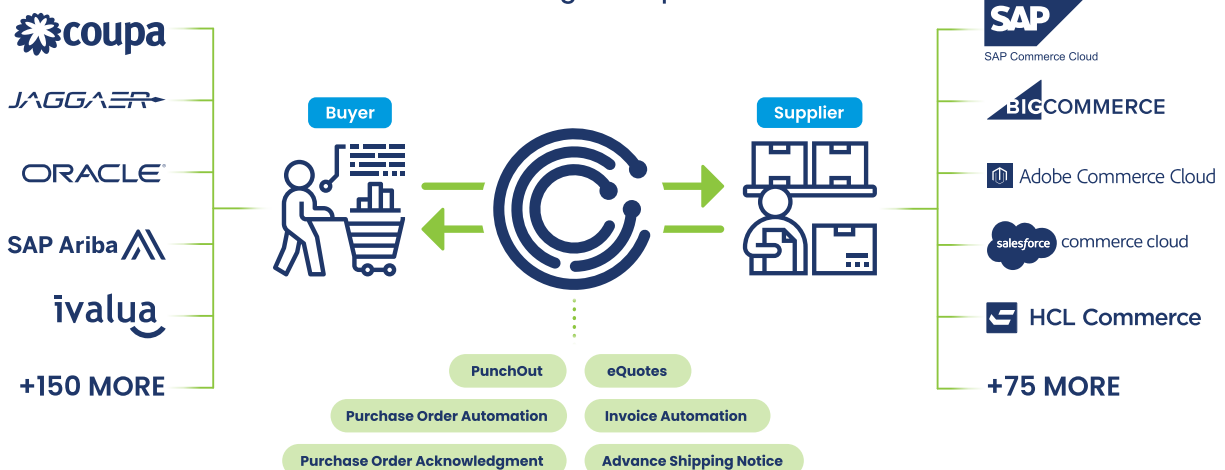 coupa
JAGGAER
ORACLE
SAP Ariba
ivalua
+150 MORE
Buyer
Supplier
PunchOut
eQuotes
Purchase Order Automation
Invoice Automation
Purchase Order Acknowledgment
Advance Shipping Notice
SAP
SAP Commerce Cloud
BIGCOMMERCE
Adobe Commerce Cloud
salesforce commerce cloud
HCL Commerce
+75 MORE